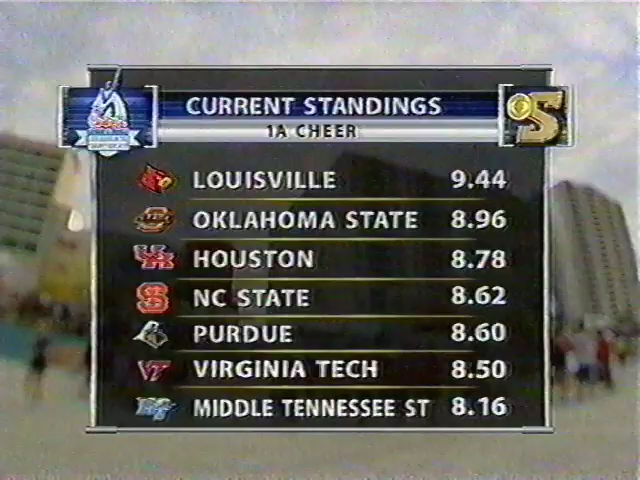 CURRENT STANDINGS
1A CHEER
S
LOUISVILLE 9.44
OKLAHOMA STATE 8.96
HOUSTON 8.78
NC STATE 8.62
PURDUE 8.60
VIRGINIA TECH 8.50
MIDDLE TENNESSEE ST 8.16